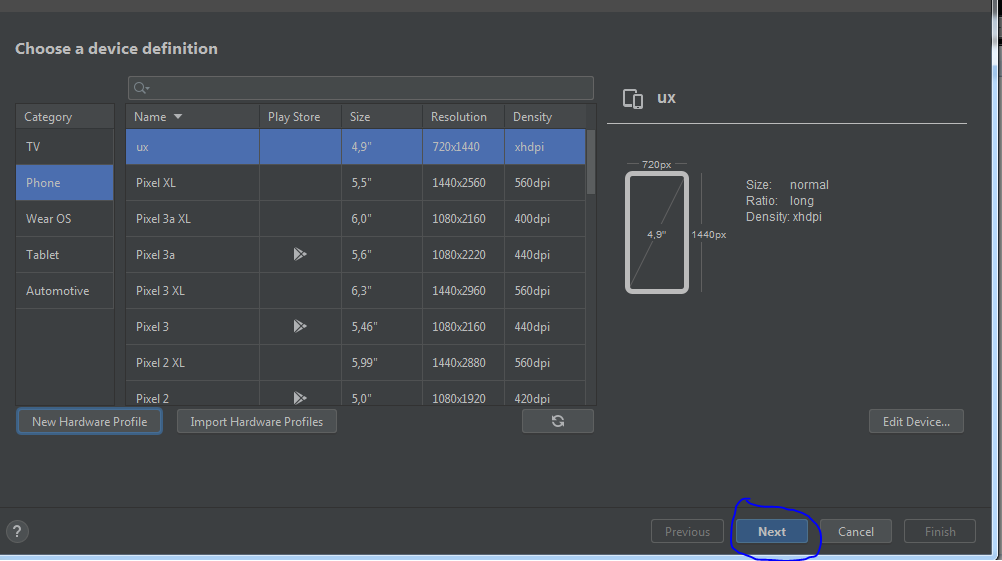 Choose a device definition
Category
TV
Phone
Wear OS
Tablet
Automotive
Name Play Store Size Resolution Density
ux 4,9" 720x1440 xhdpi
Pixel XL 5,5" 1440x2560 560dpi
Pixel 3a XL 6,0" 1080x2160 400dpi
Pixel 3a 5,6" 1080x2220 440dpi
Pixel 3 XL 6,3" 1440x2960 560dpi
Pixel 3 5,46" 1080x2160 440dpi
Pixel 2 XL 5,99" 1440x2880 560dpi
Pixel 2 5,0" 1080x1920 420dpi
New Hardware Profile Import Hardware Profiles
ux
720px
4,9"
1440px
Size: normal
Ratio: long
Density: xhdpi
Edit Device...
? Previous Next Cancel Finish